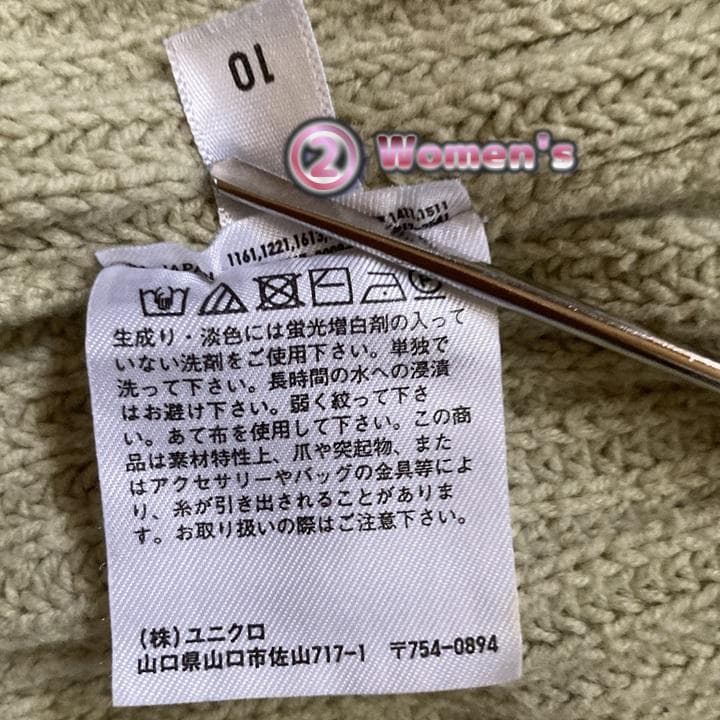 10
② Women's
1161,1221,1613,
1411,1511
生成り・淡色には蛍光増白剤の入って
いない洗剤をご使用下さい。単独で
洗って下さい。長時間の水への浸漬
はお避け下さい。弱く絞って下さ
い。あて布を使用して下さい。この商
品は素材特性上、爪や突起物、また
はアクセサリーやバッグの金具等によ
り、糸が引き出されることがありま
す。お取り扱いの際はご注意下さい。
(株)ユニクロ
山口県山口市佐山717-1 〒754-0894